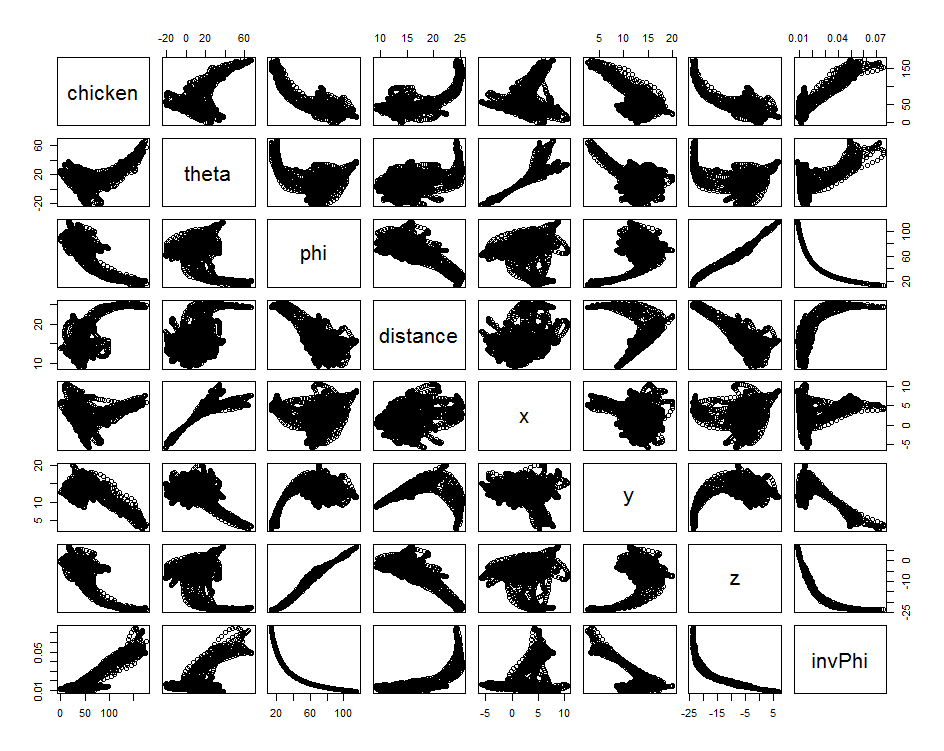 -20 0 20 60
10 15 20 25
5 10 15 20
0.01 0.04 0.07
chicken
0 50 150
-20 20 60
theta
phi
20 60 100
10 20
distance
x
-5 0 5 10
5 10 20
y
z
-25 -10 0
0.01 0.05
invPhi
0 50 100
20 60 100
-5 0 5 10
-25 -15 -5 5